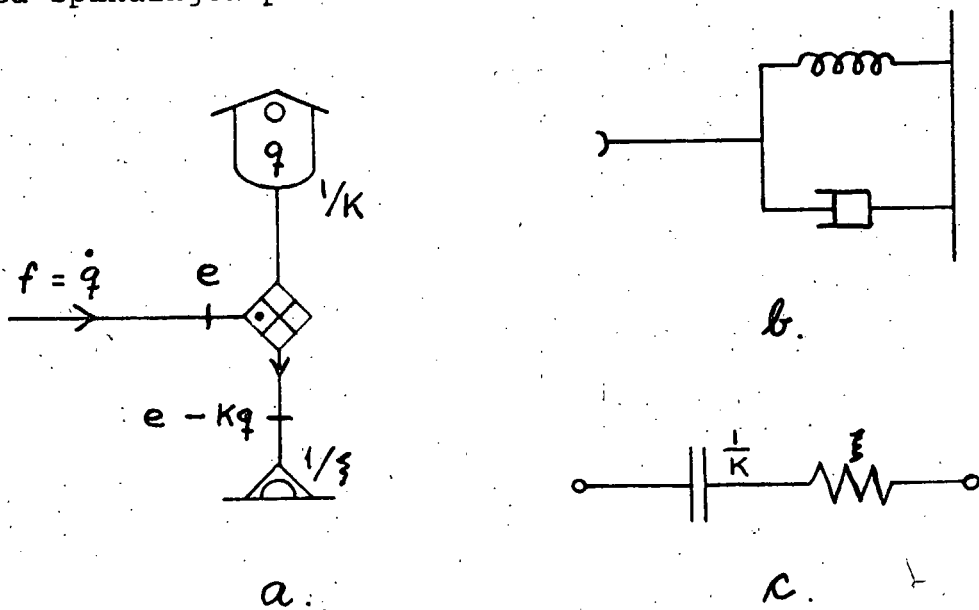 q
1/K
f = q̇
e
e - Kq
1/ξ
a.
b.
1/K
ξ
c.